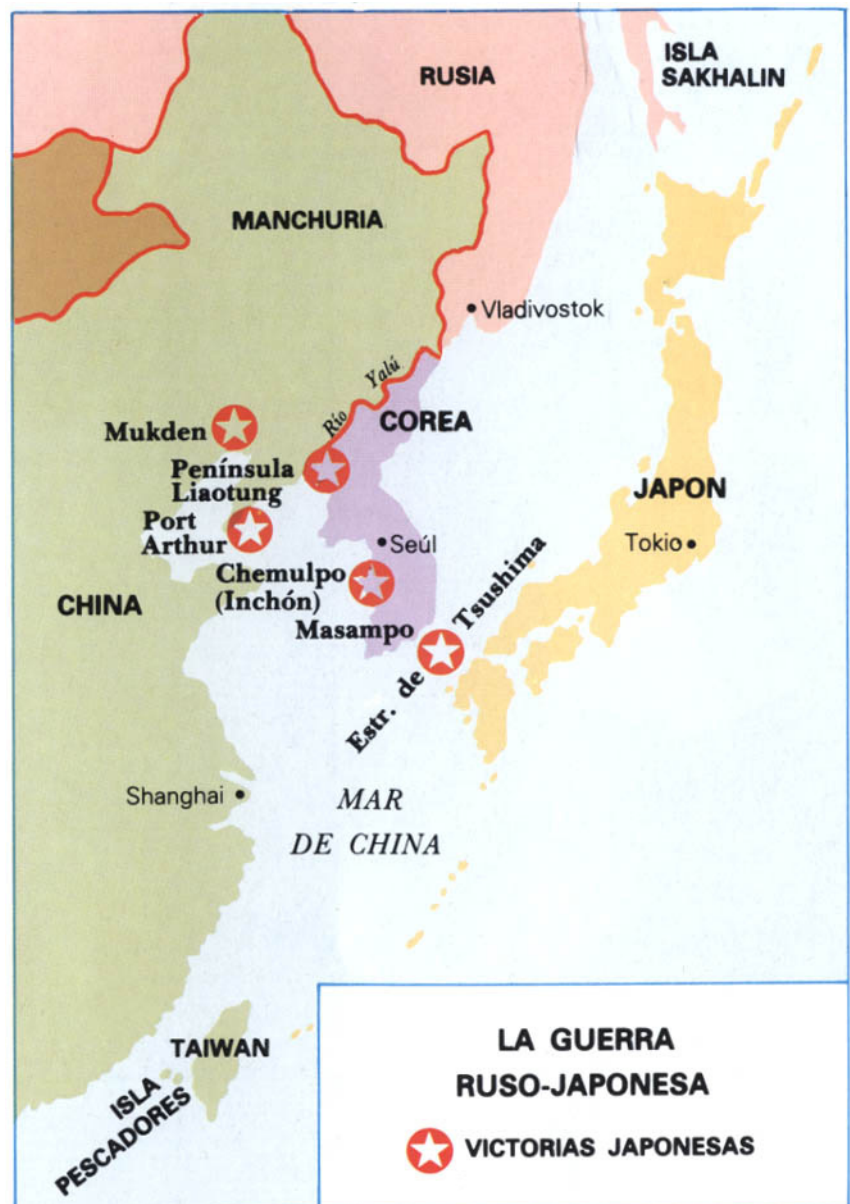 RUSIA
ISLA
SAKHALIN
MANCHURIA
Vladivostok
Río Yalú
COREA
Mukden
Península
Liaotung
JAPON
Port
Arthur
Seúl
Tokio
Chemulpo
(Inchón)
CHINA
Masampo
Estr. de Tsushima
Shanghai
MAR
DE CHINA
TAIWAN
ISLA
PESCADORES
LA GUERRA
RUSO-JAPONESA
VICTORIAS JAPONESAS